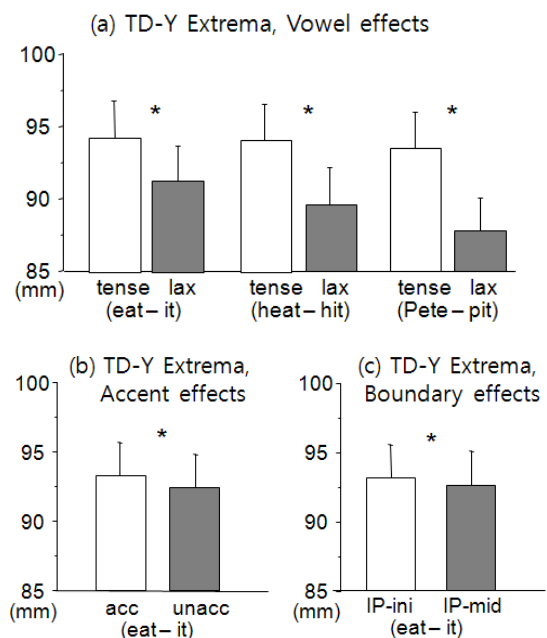 (a) TD-Y Extrema, Vowel effects
100
95
90
85
(mm)
* * *
tense lax tense lax tense lax
(eat – it) (heat – hit) (Pete – pit)
(b) TD-Y Extrema,
Accent effects
100
95
90
85
(mm)
*
acc unacc
(eat – it)
(c) TD-Y Extrema,
Boundary effects
100
95
90
85
(mm)
*
IP-ini IP-mid
(eat – it)